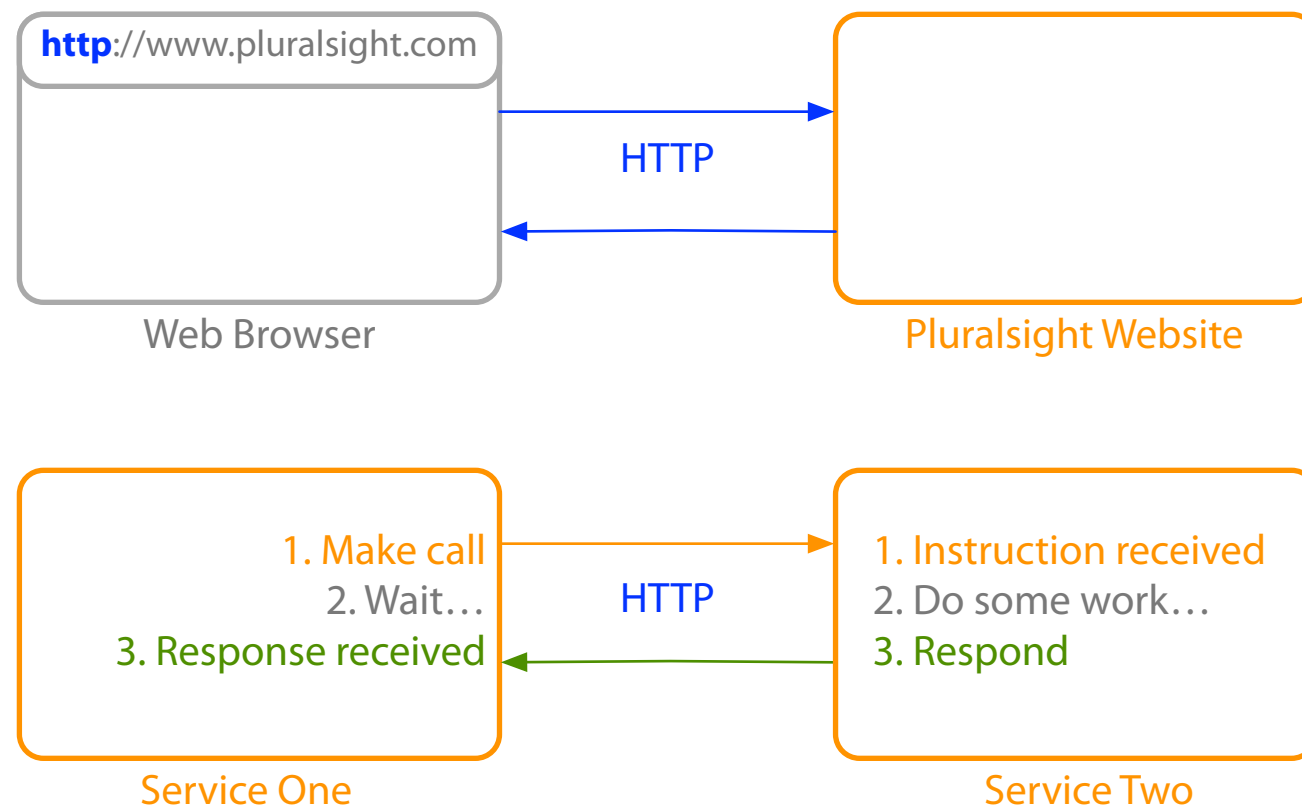 http://www.pluralsight.com
HTTP
Web Browser
Pluralsight Website
1. Make call
2. Wait…
3. Response received
HTTP
1. Instruction received
2. Do some work…
3. Respond
Service One
Service Two